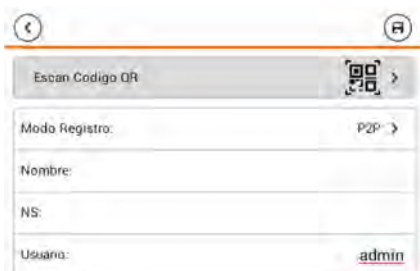 Escan Codigo QR
Modo Registro: P2P
Nombre:
NS:
Usuario: admin